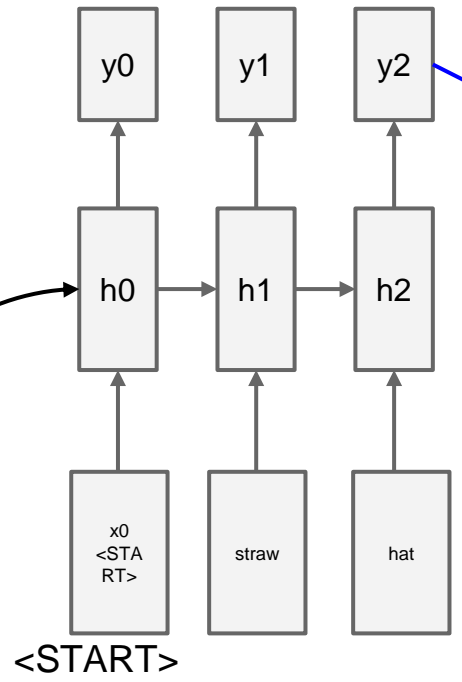 y0 y1 y2
h0 h1 h2
x0
<STA
RT>
straw
hat
<START>